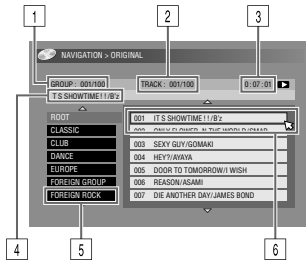 1 2 3
NAVIGATION > ORIGINAL
GROUP : 001/100 TRACK : 001/100 0:07:01
T S SHOWTIME!!/B'z
ROOT
CLASSIC
CLUB
DANCE
EUROPE
FOREIGN GROUP
FOREIGN ROCK
001 IT S SHOWTIME!!/B'z
002
003 SEXY GUY/GOMAKI
004 HEY?/AYAYA
005 DOOR TO TOMORROW/I WISH
006 REASON/ASAMI
007 DIE ANOTHER DAY/JAMES BOND
4 5 6